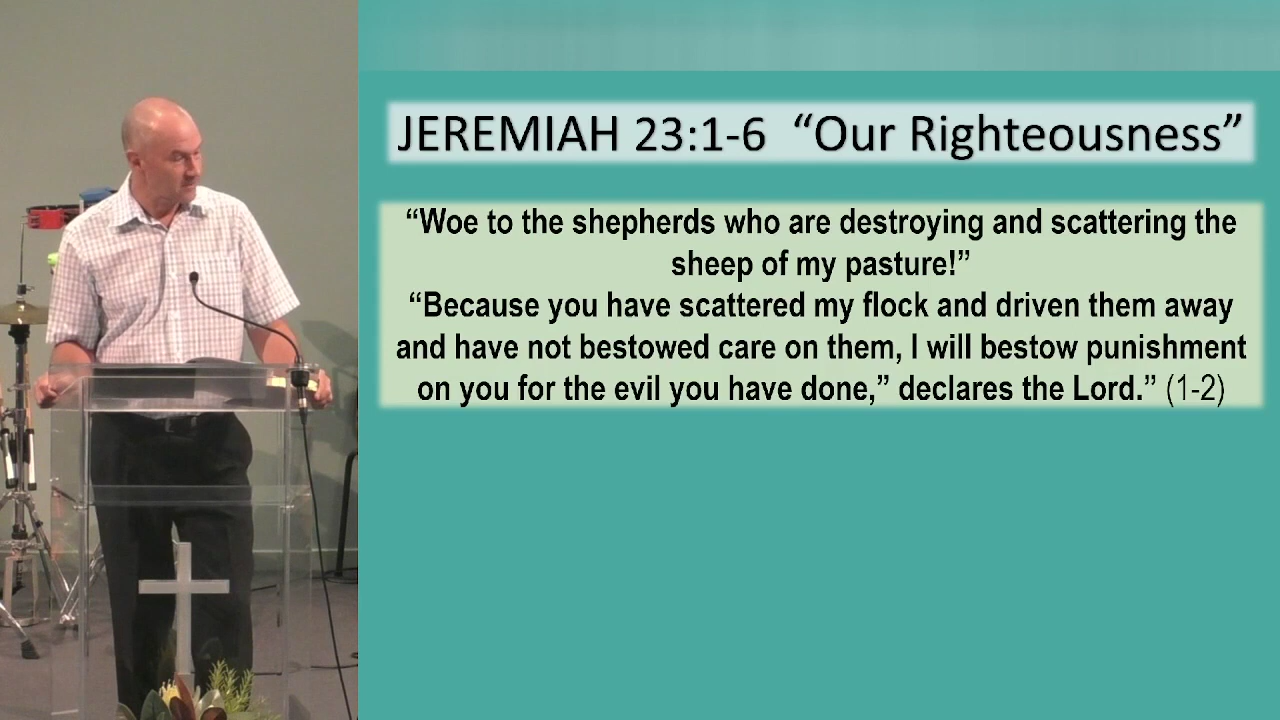 JEREMIAH 23:1-6 “Our Righteousness”
“Woe to the shepherds who are destroying and scattering the
sheep of my pasture!”
“Because you have scattered my flock and driven them away
and have not bestowed care on them, I will bestow punishment
on you for the evil you have done,” declares the Lord.” (1-2)